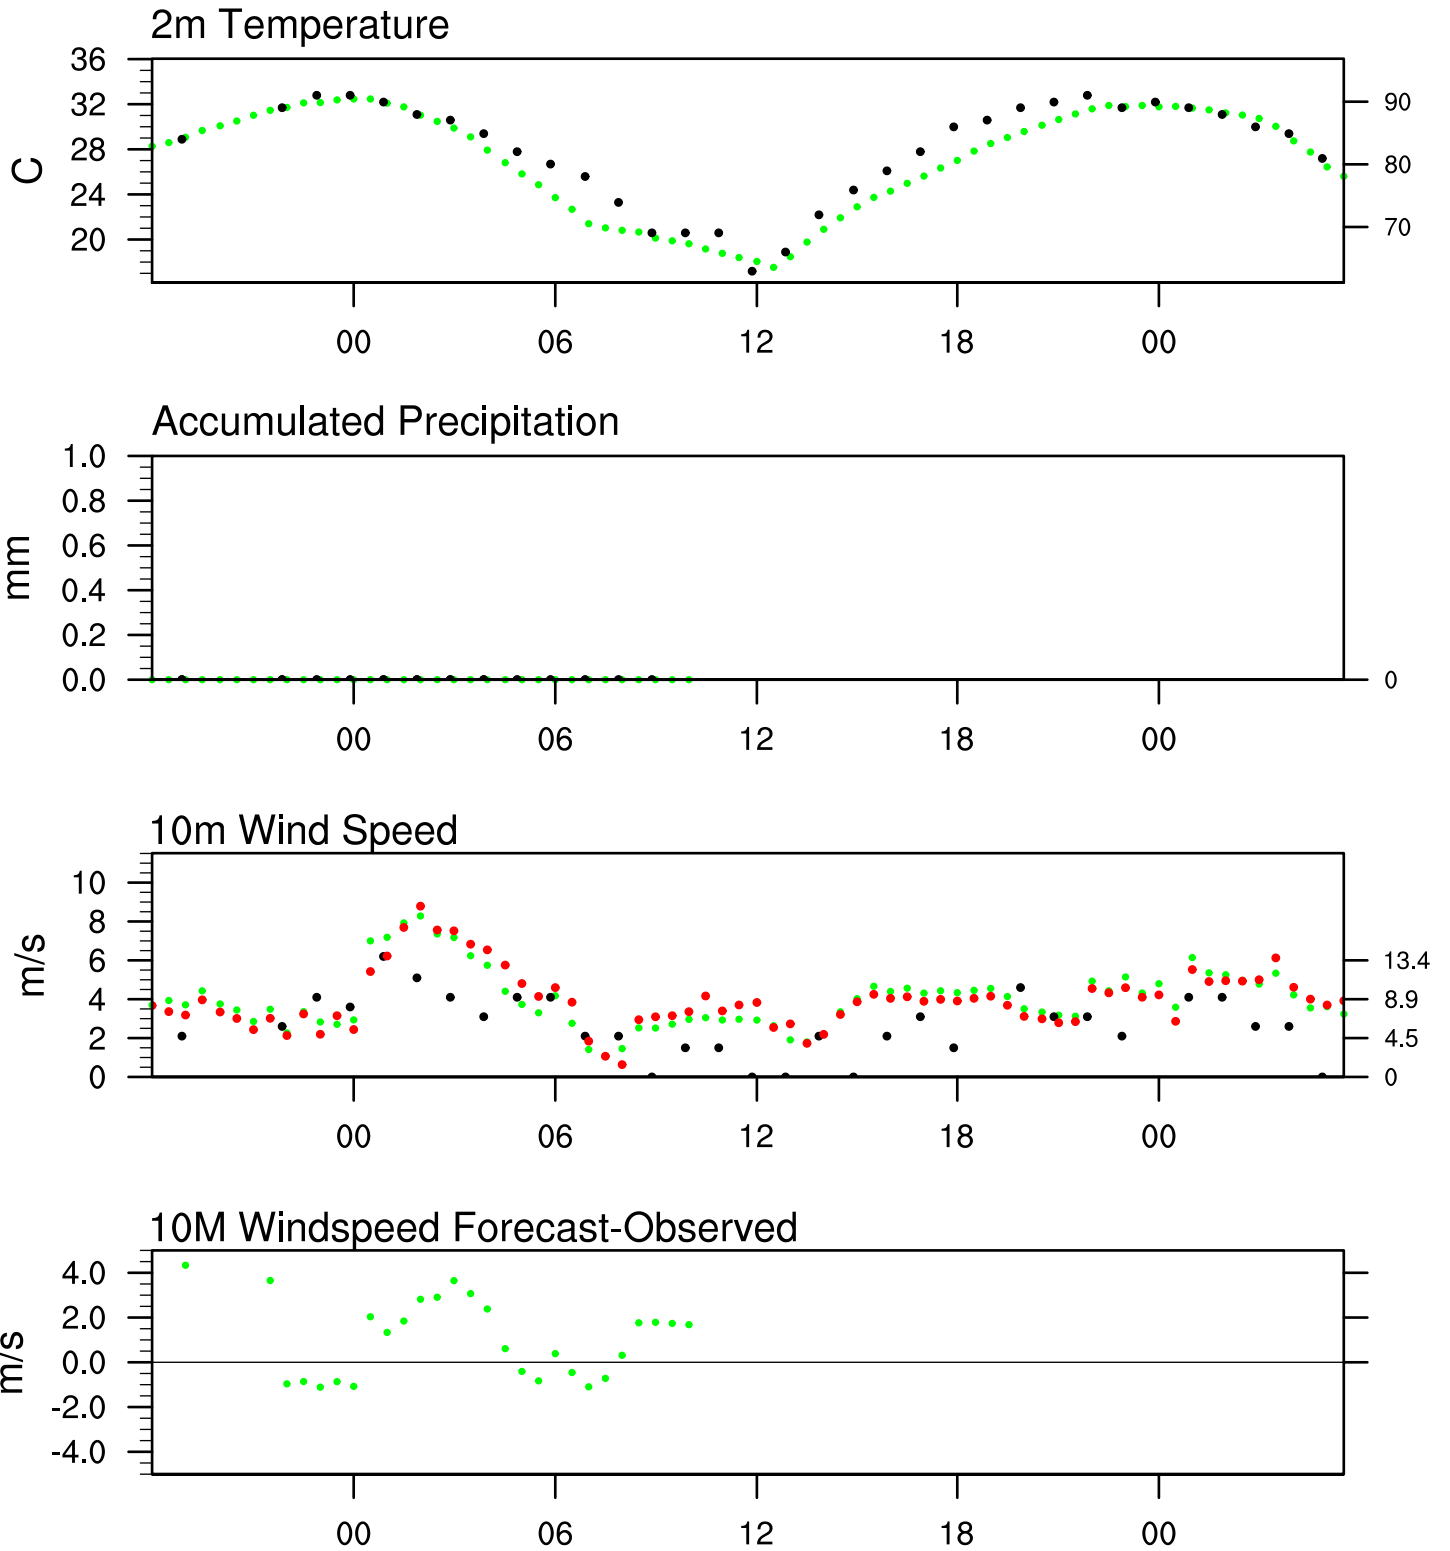 2m Temperature
36
32
28
24
20
C
90
80
70
00 06 12 18 00
Accumulated Precipitation
1.0
0.8
0.6
0.4
0.2
0.0
mm
0
00 06 12 18 00
10m Wind Speed
10
8
6
4
2
0
m/s
13.4
8.9
4.5
0
00 06 12 18 00
10M Windspeed Forecast-Observed
4.0
2.0
0.0
-2.0
-4.0
m/s
00 06 12 18 00